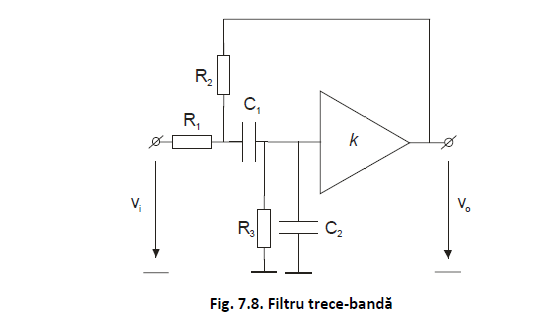 R₂
C₁
R₁
k
Vᵢ
R₃
C₂
Vₒ
Fig. 7.8. Filtru trece-bandă